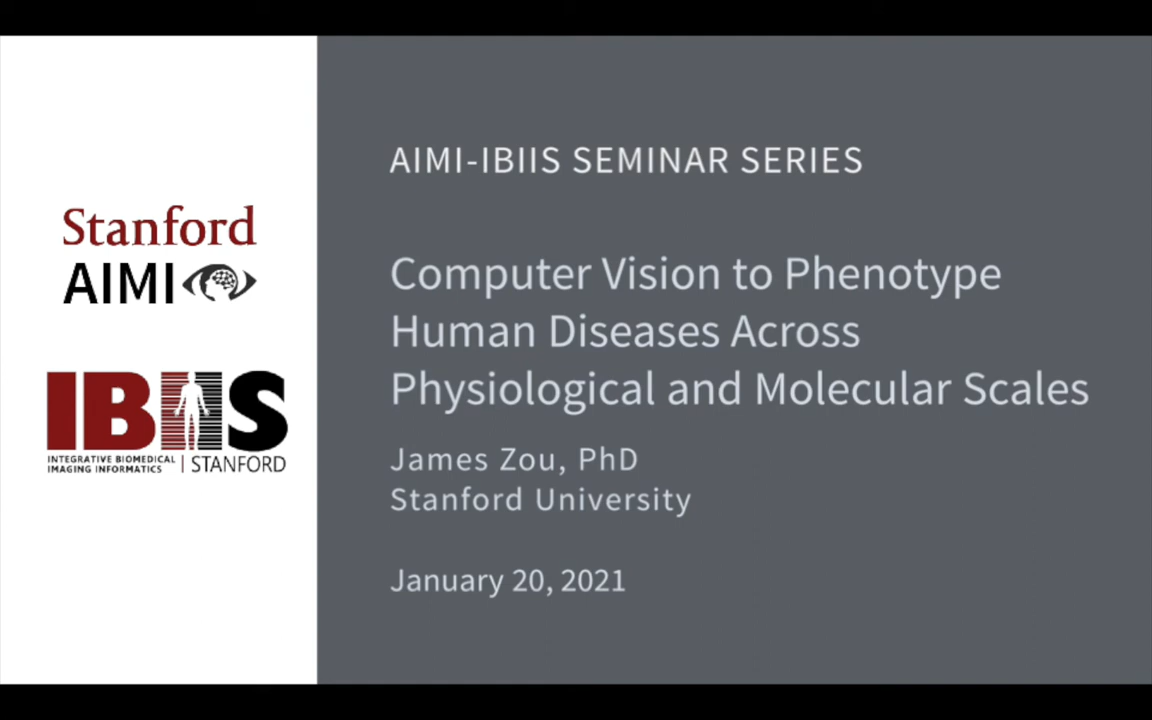 Stanford
AIMI
IBIIS
INTEGRATIVE BIOMEDICAL
IMAGING INFORMATICS | STANFORD
AIMI-IBIIS SEMINAR SERIES
Computer Vision to Phenotype
Human Diseases Across
Physiological and Molecular Scales
James Zou, PhD
Stanford University
January 20, 2021